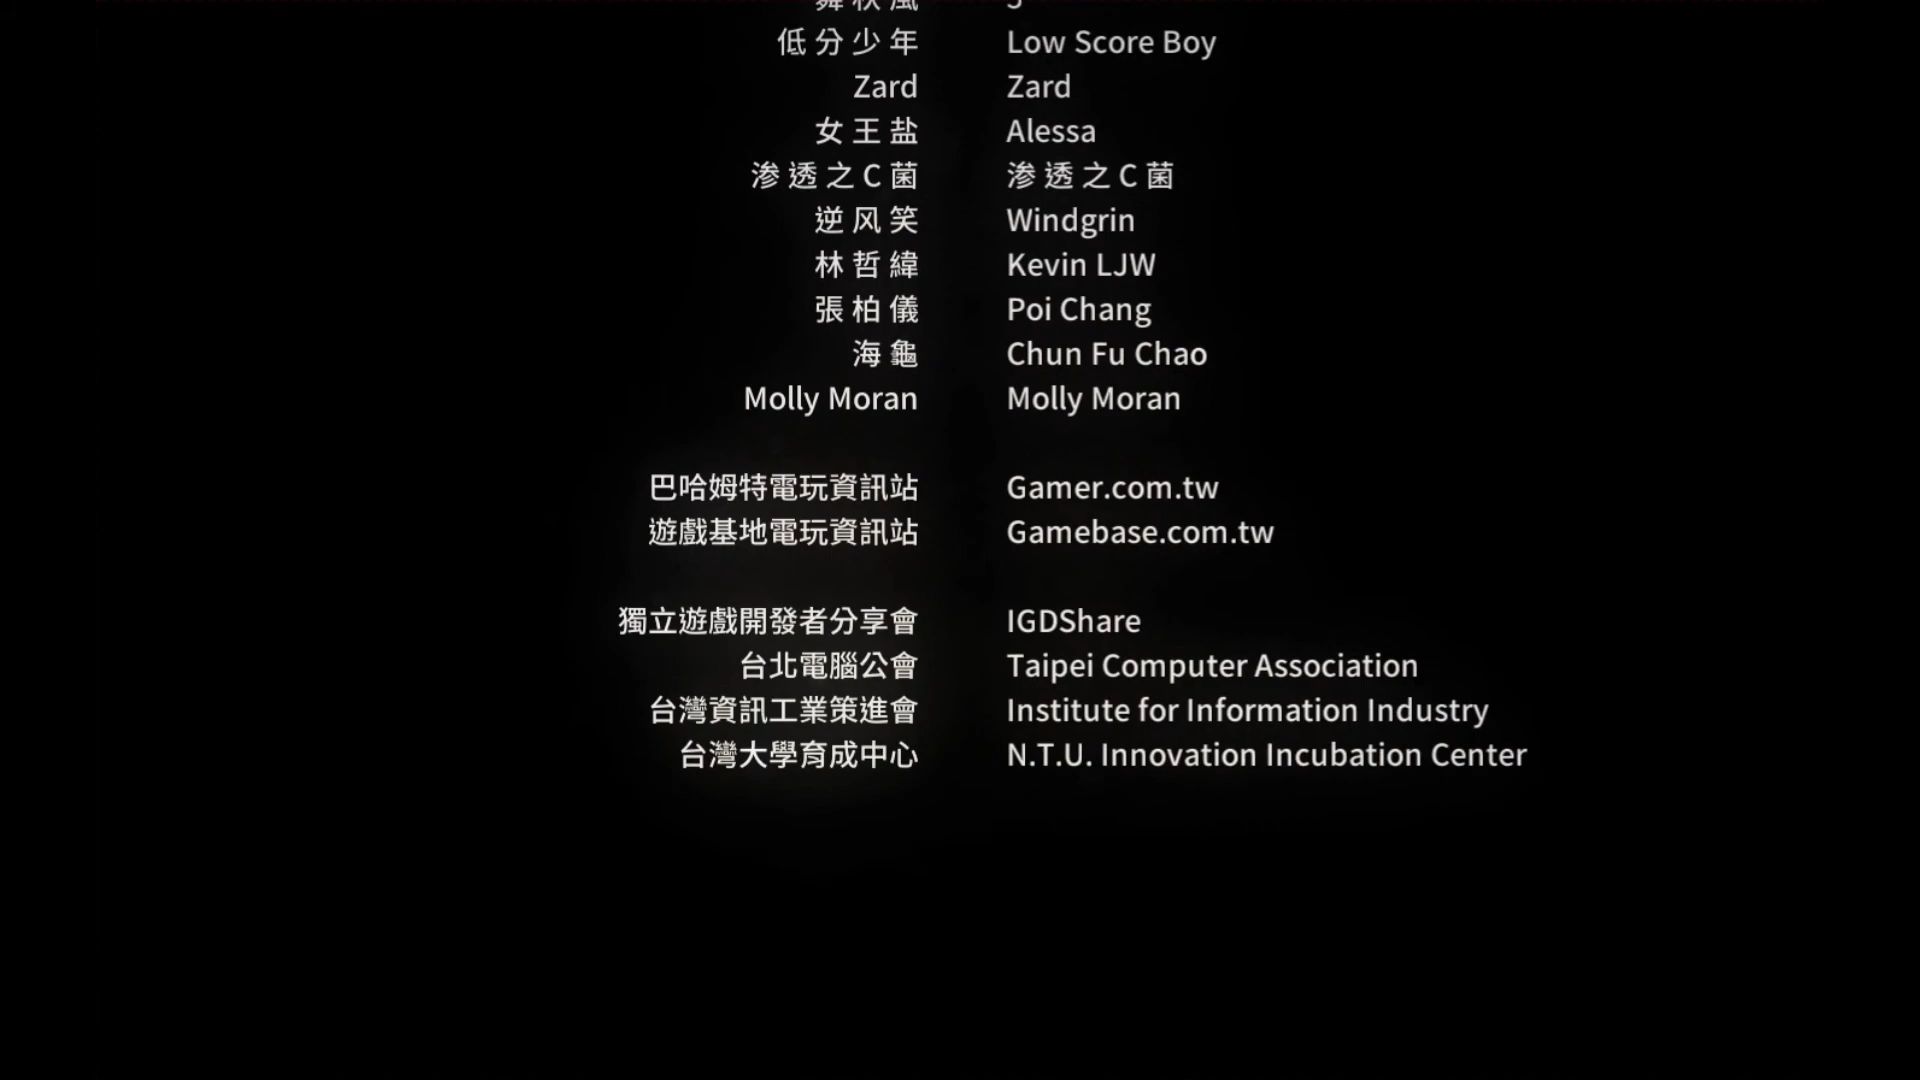 低分少年 Low Score Boy
Zard Zard
女王盐 Alessa
渗透之C菌 渗透之C菌
逆风笑 Windgrin
林哲緯 Kevin LJW
張柏儀 Poi Chang
海龜 Chun Fu Chao
Molly Moran Molly Moran
巴哈姆特電玩資訊站 Gamer.com.tw
遊戲基地電玩資訊站 Gamebase.com.tw
獨立遊戲開發者分享會 IGDShare
台北電腦公會 Taipei Computer Association
台灣資訊工業策進會 Institute for Information Industry
台灣大學育成中心 N.T.U. Innovation Incubation Center